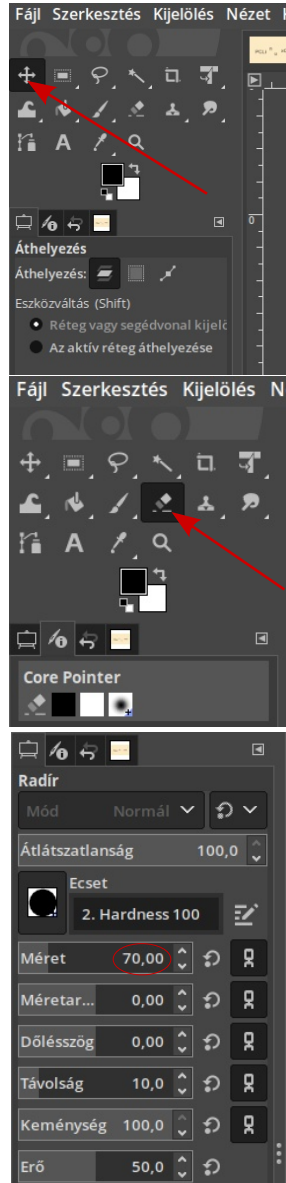 Fájl Szerkesztés Kijelölés Nézet
A
0
Áthelyezés
Áthelyezés:
Eszközváltás (Shift)
Réteg vagy segédvonal kijelö
Az aktív réteg áthelyezése
Fájl Szerkesztés Kijelölés N
A
Core Pointer
Radír
Mód Normál
Átlátszatlanság 100,0
Ecset
2. Hardness 100
Méret 70,00
Méretar... 0,00
Dőlésszög 0,00
Távolság 10,0
Keménység 100,0
Erő 50,0